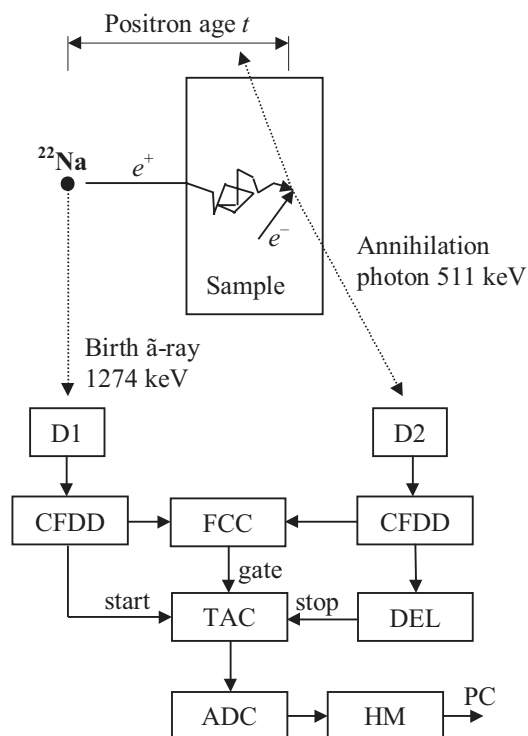 Positron age t
²²Na
e⁺
e⁻
Sample
Annihilation
photon 511 keV
Birth ã-ray
1274 keV
D1
D2
CFDD
FCC
CFDD
gate
start
TAC
stop
DEL
ADC
HM
PC